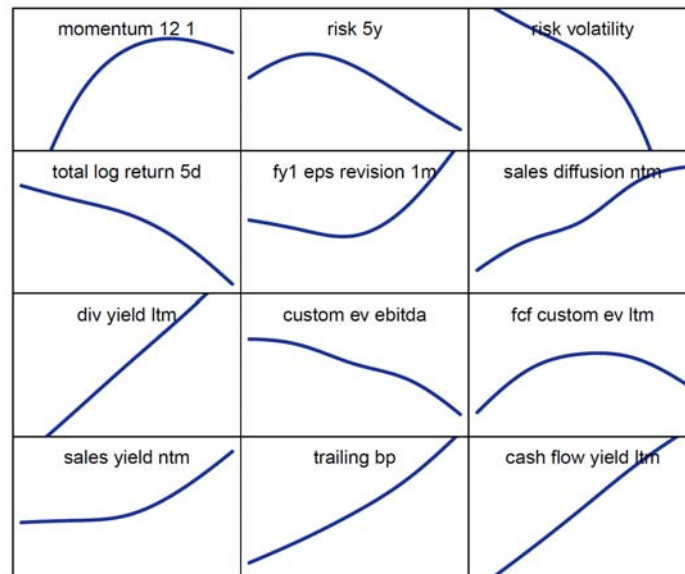 momentum 12 1
risk 5y
risk volatility
total log return 5d
fy1 eps revision 1m
sales diffusion ntm
div yield ltm
custom ev ebitda
fcf custom ev ltm
sales yield ntm
trailing bp
cash flow yield ltm